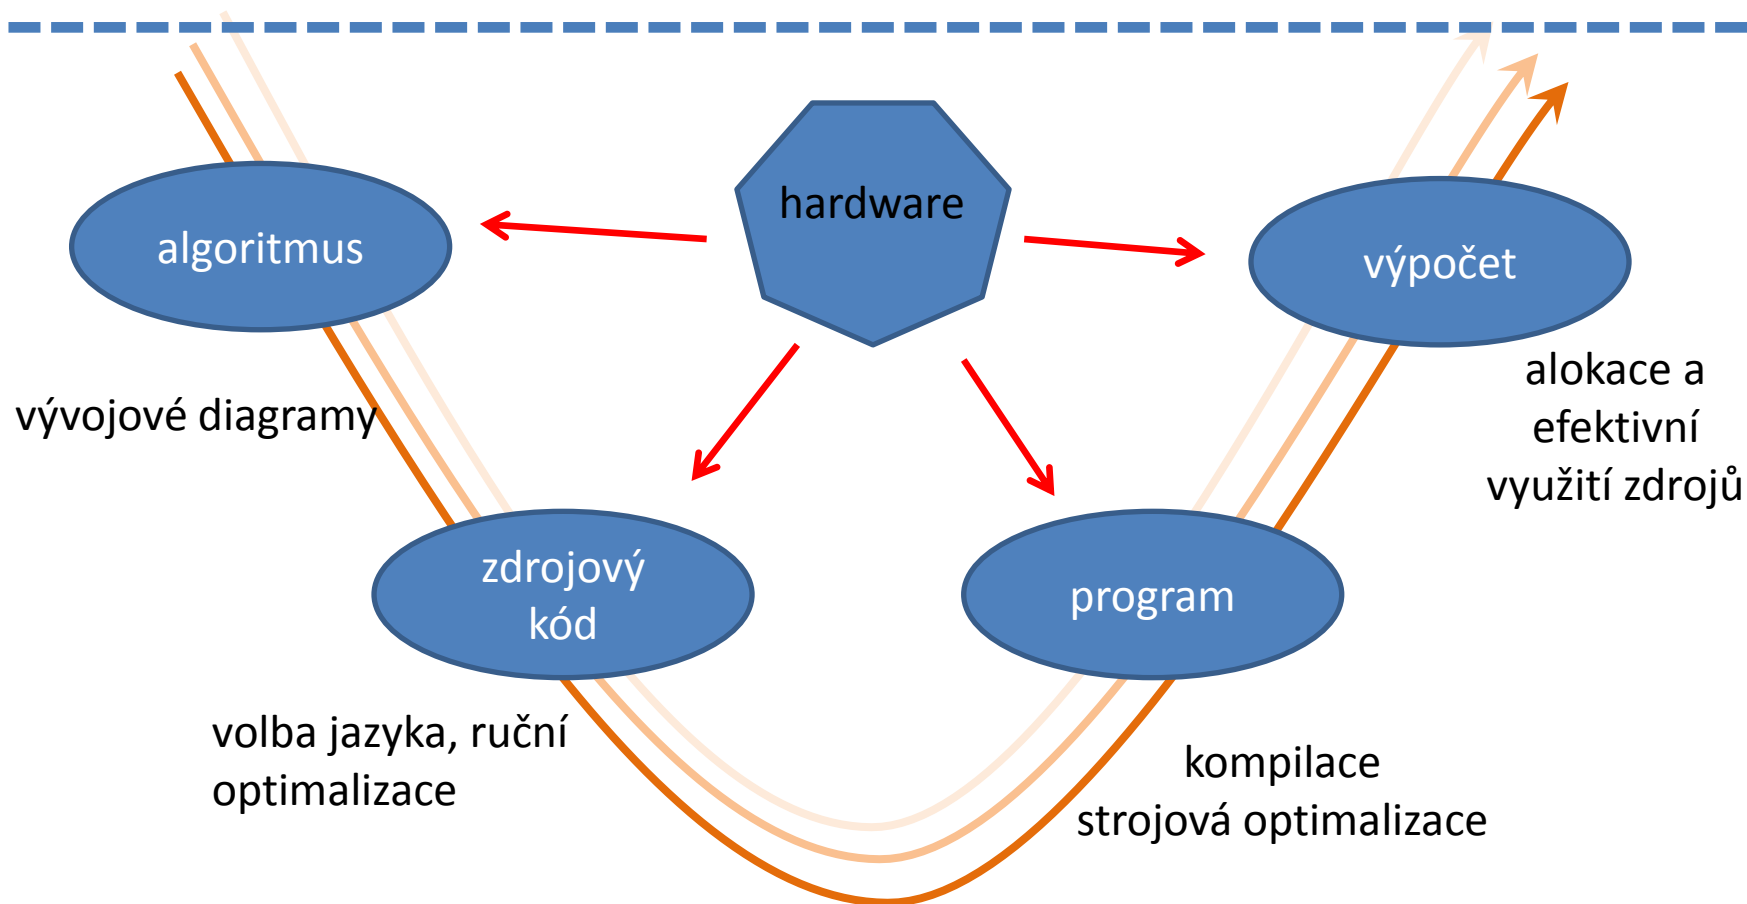 hardware
algoritmus
výpočet
vývojové diagramy
alokace a
efektivní
využití zdrojů
zdrojový
kód
program
volba jazyka, ruční
optimalizace
kompilace
strojová optimalizace